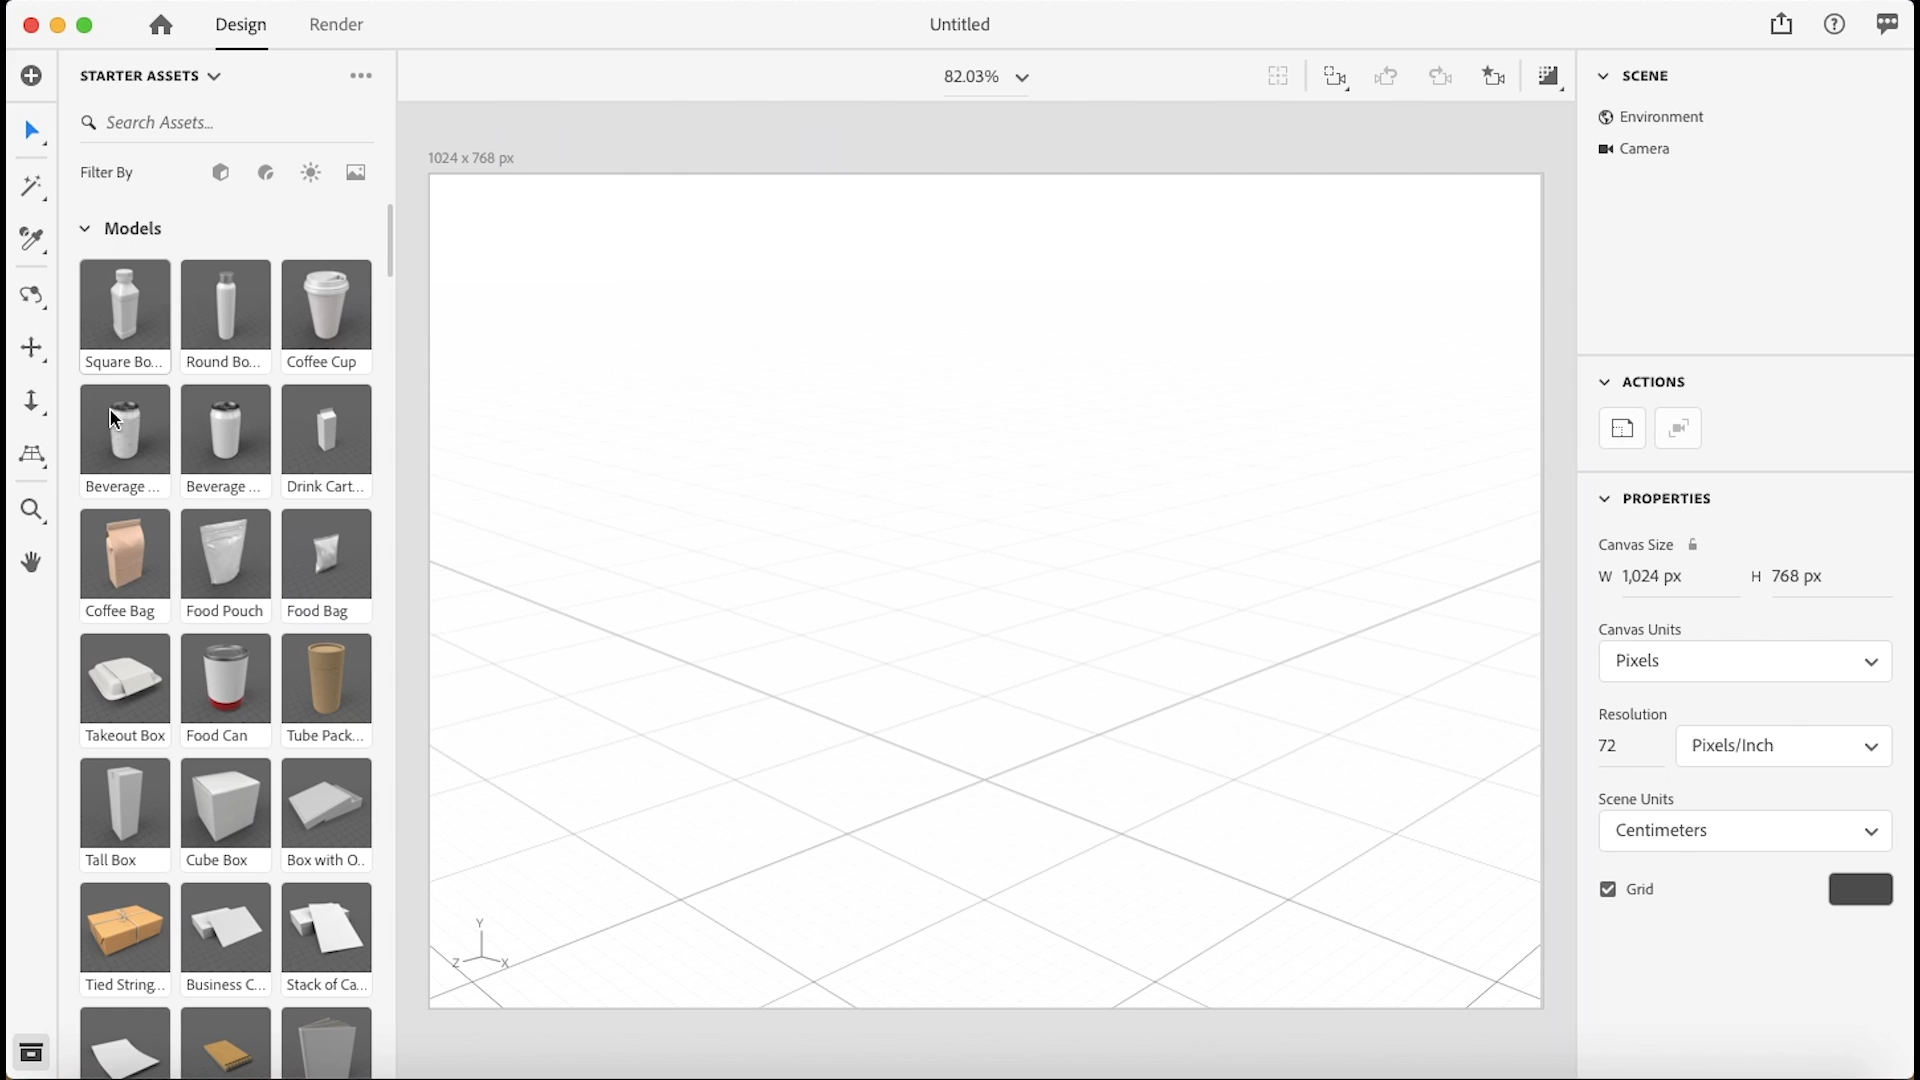 Design
Render
Untitled
STARTER ASSETS
Search Assets...
Filter By
Models
Square Bo...
Round Bo...
Coffee Cup
Beverage ...
Beverage ...
Drink Cart...
Coffee Bag
Food Pouch
Food Bag
Takeout Box
Food Can
Tube Pack...
Tall Box
Cube Box
Box with O..
Tied String...
Business C...
Stack of Ca...
82.03%
1024 x 768 px
Y
Z
X
SCENE
Environment
Camera
ACTIONS
PROPERTIES
Canvas Size
W 1,024 px H 768 px
Canvas Units
Pixels
Resolution
72 Pixels/Inch
Scene Units
Centimeters
Grid